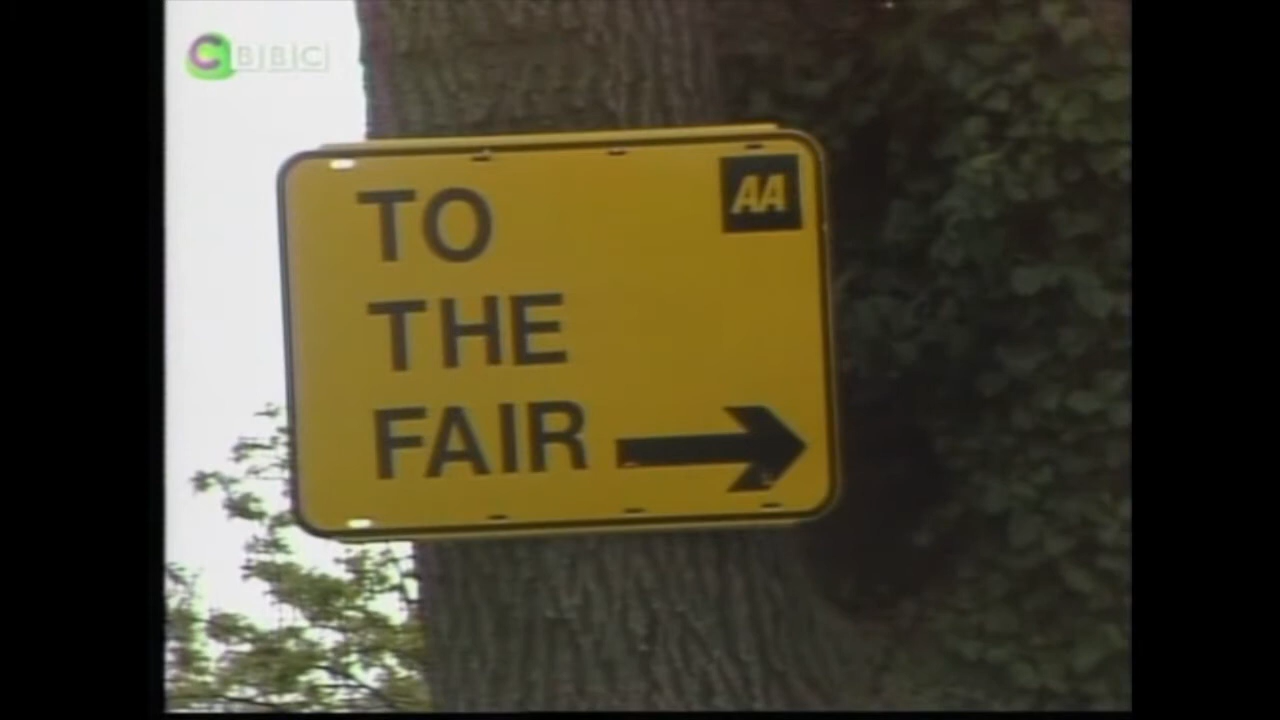 CBBC
AA
TO
THE
FAIR